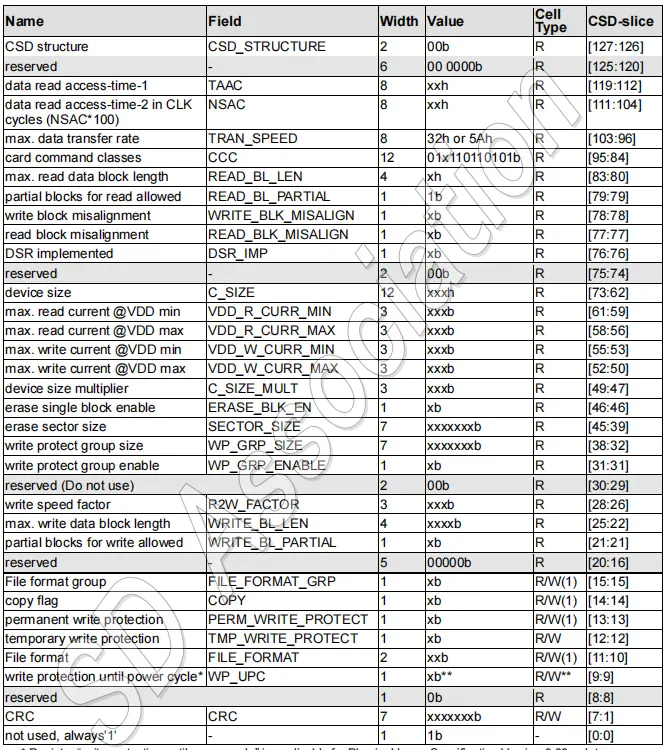 Name Field Width Value Cell Type CSD-slice
CSD structure CSD_STRUCTURE 2 00b R [127:126]
reserved - 6 00 0000b R [125:120]
data read access-time-1 TAAC 8 xxh R [119:112]
data read access-time-2 in CLK cycles (NSAC*100) NSAC 8 xxh R [111:104]
max. data transfer rate TRAN_SPEED 8 32h or 5Ah R [103:96]
card command classes CCC 12 01x110110101b R [95:84]
max. read data block length READ_BL_LEN 4 xh R [83:80]
partial blocks for read allowed READ_BL_PARTIAL 1 1b R [79:79]
write block misalignment WRITE_BLK_MISALIGN 1 xb R [78:78]
read block misalignment READ_BLK_MISALIGN 1 xb R [77:77]
DSR implemented DSR_IMP 1 xb R [76:76]
reserved - 2 00b R [75:74]
device size C_SIZE 12 xxxh R [73:62]
max. read current @VDD min VDD_R_CURR_MIN 3 xxxb R [61:59]
max. read current @VDD max VDD_R_CURR_MAX 3 xxxb R [58:56]
max. write current @VDD min VDD_W_CURR_MIN 3 xxxb R [55:53]
max. write current @VDD max VDD_W_CURR_MAX 3 xxxb R [52:50]
device size multiplier C_SIZE_MULT 3 xxxb R [49:47]
erase single block enable ERASE_BLK_EN 1 xb R [46:46]
erase sector size SECTOR_SIZE 7 xxxxxxxb R [45:39]
write protect group size WP_GRP_SIZE 7 xxxxxxxb R [38:32]
write protect group enable WP_GRP_ENABLE 1 xb R [31:31]
reserved (Do not use) 2 00b R [30:29]
write speed factor R2W_FACTOR 3 xxxb R [28:26]
max. write data block length WRITE_BL_LEN 4 xxxxb R [25:22]
partial blocks for write allowed WRITE_BL_PARTIAL 1 xb R [21:21]
reserved - 5 00000b R [20:16]
File format group FILE_FORMAT_GRP 1 xb R/W(1) [15:15]
copy flag COPY 1 xb R/W(1) [14:14]
permanent write protection PERM_WRITE_PROTECT 1 xb R/W(1) [13:13]
temporary write protection TMP_WRITE_PROTECT 1 xb R/W [12:12]
File format FILE_FORMAT 2 xxb R/W(1) [11:10]
write protection until power cycle* WP_UPC 1 xb** R/W** [9:9]
reserved 1 0b R [8:8]
CRC CRC 7 xxxxxxxb R/W [7:1]
not used, always'1' - 1 1b - [0:0]
SD Association